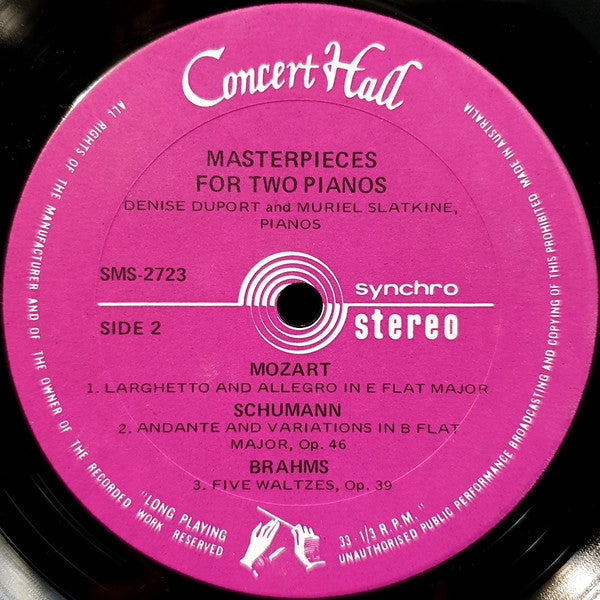 Concert Hall
MASTERPIECES
FOR TWO PIANOS
DENISE DUPORT and MURIEL SLATKINE,
PIANOS
SMS-2723
synchro
SIDE 2
stereo
MOZART
1. LARGHETTO AND ALLEGRO IN E FLAT MAJOR
SCHUMANN
2. ANDANTE AND VARIATIONS IN B FLAT
MAJOR, Op. 46
BRAHMS
3. FIVE WALTZES, Op. 39
"LONG PLAYING
33 - 1/3 R.P.M."
ALL RIGHTS OF THE MANUFACTURER AND OF THE OWNER OF THE RECORDED WORK RESERVED
UNAUTHORISED PUBLIC PERFORMANCE BROADCASTING AND COPYING OF THIS PROHIBITED MADE IN AUSTRALIA